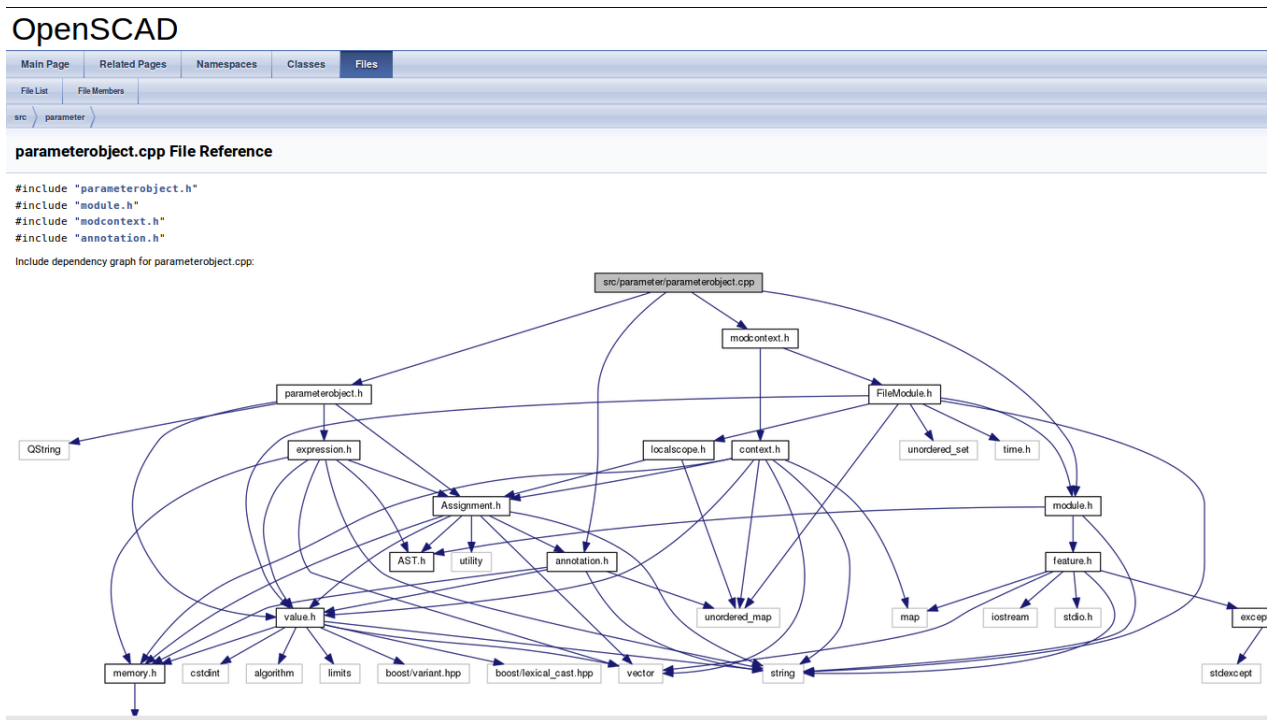 OpenSCAD
Main Page Related Pages Namespaces Classes Files
File List File Members
src parameter
parameterobject.cpp File Reference
#include "parameterobject.h"
#include "module.h"
#include "modcontext.h"
#include "annotation.h"
Include dependency graph for parameterobject.cpp:
src/parameter/parameterobject.cpp
modcontext.h
parameterobject.h FileModule.h
QString expression.h localscope.h context.h unordered_set time.h
Assignment.h module.h
AST.h utility annotation.h feature.h
value.h unordered_map map iostream stdio.h excep
memory.h cstdint algorithm limits boost/variant.hpp boost/lexical_cast.hpp vector string stdexcept